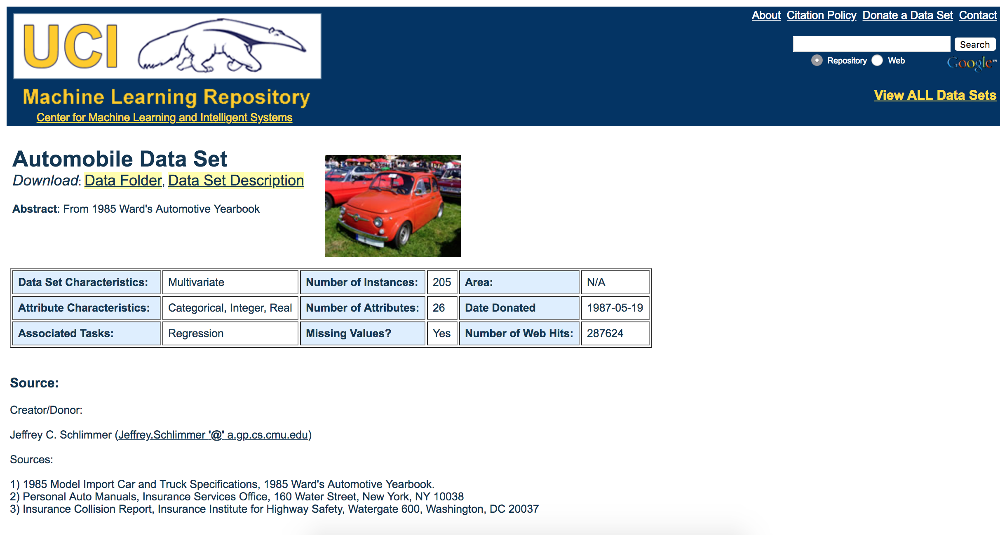 UCI
About Citation Policy Donate a Data Set Contact
Search
Repository Web Google™
Machine Learning Repository
View ALL Data Sets
Center for Machine Learning and Intelligent Systems
Automobile Data Set
Download: Data Folder, Data Set Description
Abstract: From 1985 Ward's Automotive Yearbook
Data Set Characteristics: Multivariate Number of Instances: 205 Area: N/A
Attribute Characteristics: Categorical, Integer, Real Number of Attributes: 26 Date Donated 1987-05-19
Associated Tasks: Regression Missing Values? Yes Number of Web Hits: 287624
Source:
Creator/Donor:
Jeffrey C. Schlimmer (Jeffrey.Schlimmer '@' a.gp.cs.cmu.edu)
Sources:
1) 1985 Model Import Car and Truck Specifications, 1985 Ward's Automotive Yearbook.
2) Personal Auto Manuals, Insurance Services Office, 160 Water Street, New York, NY 10038
3) Insurance Collision Report, Insurance Institute for Highway Safety, Watergate 600, Washington, DC 20037